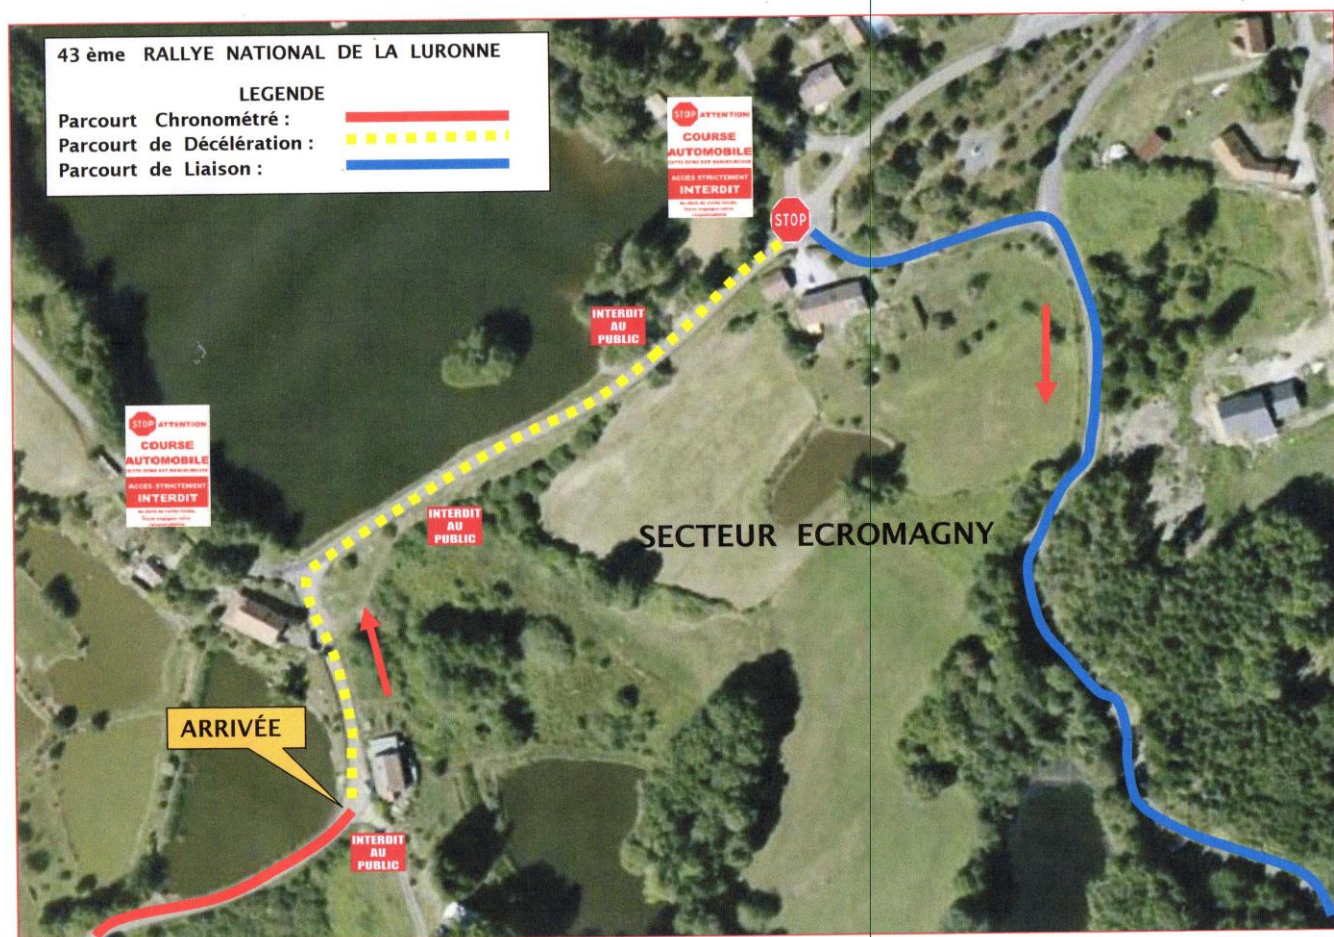 43 ème RALLYE NATIONAL DE LA LURONNE
LEGENDE
Parcourt Chronométré :
Parcourt de Décélération :
Parcourt de Liaison :
STOP ATTENTION
COURSE
AUTOMOBILE
ACCES STRICTEMENT
INTERDIT
STOP
INTERDIT
AU
PUBLIC
STOP ATTENTION
COURSE
AUTOMOBILE
ACCES STRICTEMENT
INTERDIT
INTERDIT
AU
PUBLIC
SECTEUR ECROMAGNY
ARRIVÉE
INTERDIT
AU
PUBLIC